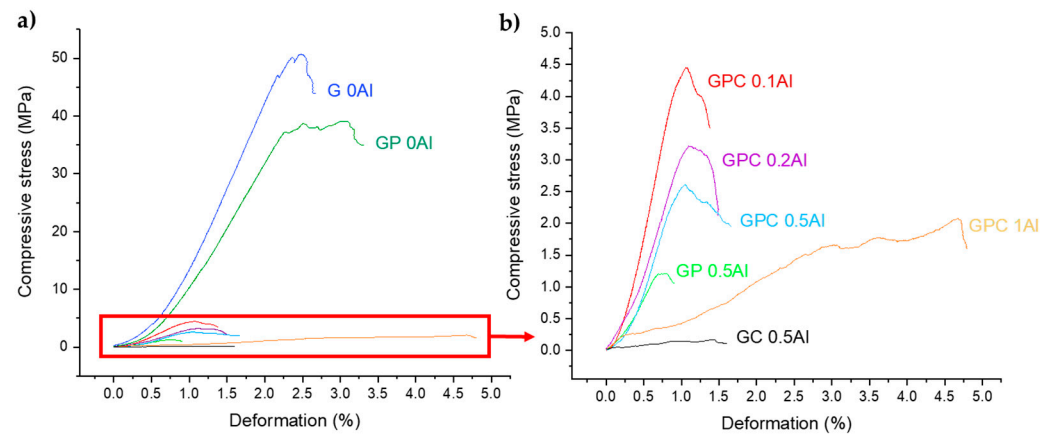 a)
Compressive stress (MPa)
50
40
30
20
10
0
G 0Al
GP 0Al
0.0 0.5 1.0 1.5 2.0 2.5 3.0 3.5 4.0 4.5 5.0
Deformation (%)
b)
Compressive stress (MPa)
5.0
4.5
4.0
3.5
3.0
2.5
2.0
1.5
1.0
0.5
0.0
GPC 0.1Al
GPC 0.2Al
GPC 0.5Al
GPC 1Al
GP 0.5Al
GC 0.5Al
0.0 0.5 1.0 1.5 2.0 2.5 3.0 3.5 4.0 4.5 5.0
Deformation (%)